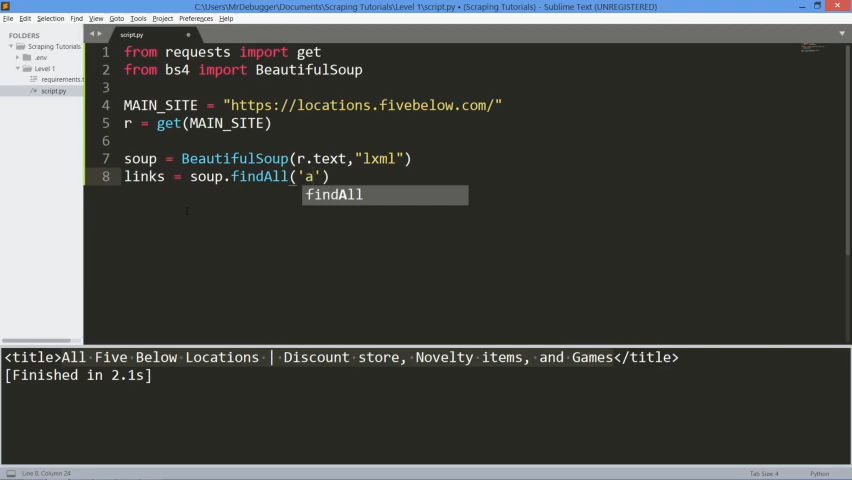 C:\Users\MrDebugger\Documents\Scraping Tutorials\Level 1\script.py • (Scraping Tutorials) - Sublime Text (UNREGISTERED)
File Edit Selection Find View Goto Tools Project Preferences Help
FOLDERS
Scraping Tutorials
.env
Level 1
requirements.t
script.py
script.py
1 from requests import get
2 from bs4 import BeautifulSoup
3
4 MAIN_SITE = "https://locations.fivebelow.com/"
5 r = get(MAIN_SITE)
6
7 soup = BeautifulSoup(r.text,"lxml")
8 links = soup.findAll('a')
findAll
<title>All Five Below Locations | Discount store, Novelty items, and Games</title>
[Finished in 2.1s]
Line 8, Column 24
Tab Size: 4
Python